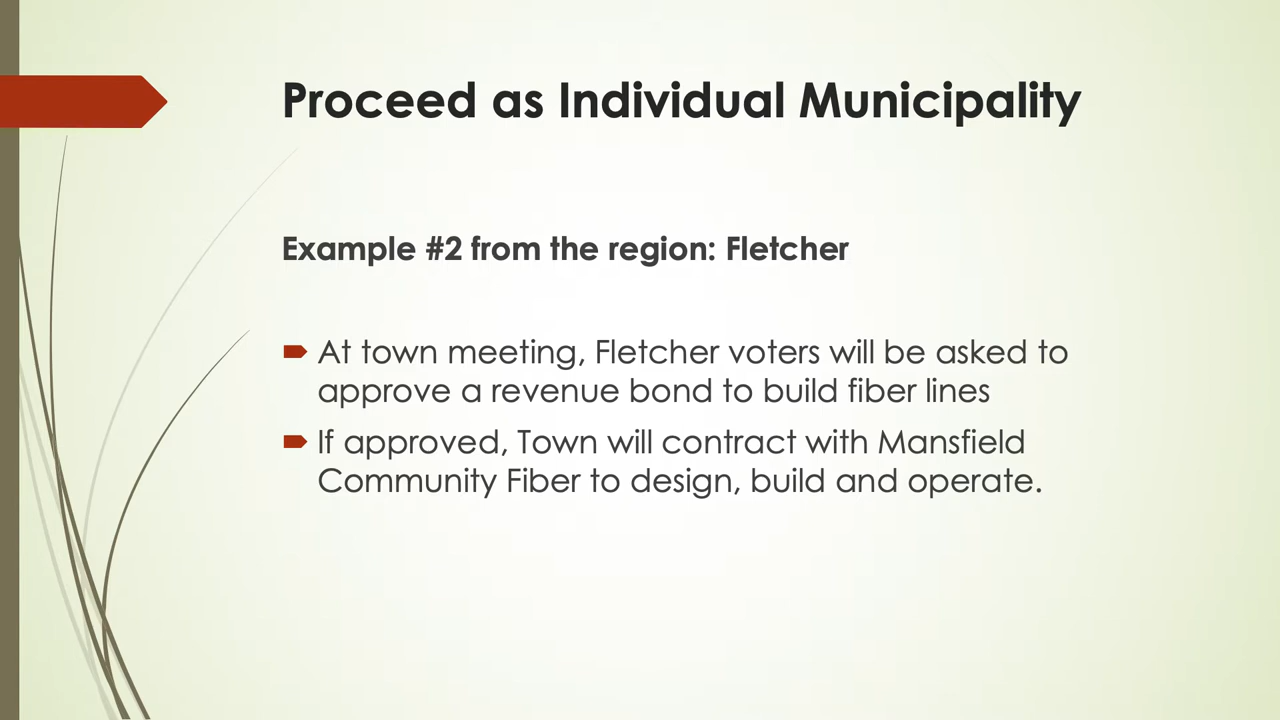 Proceed as Individual Municipality
Example #2 from the region: Fletcher
At town meeting, Fletcher voters will be asked to
approve a revenue bond to build fiber lines
If approved, Town will contract with Mansfield
Community Fiber to design, build and operate.